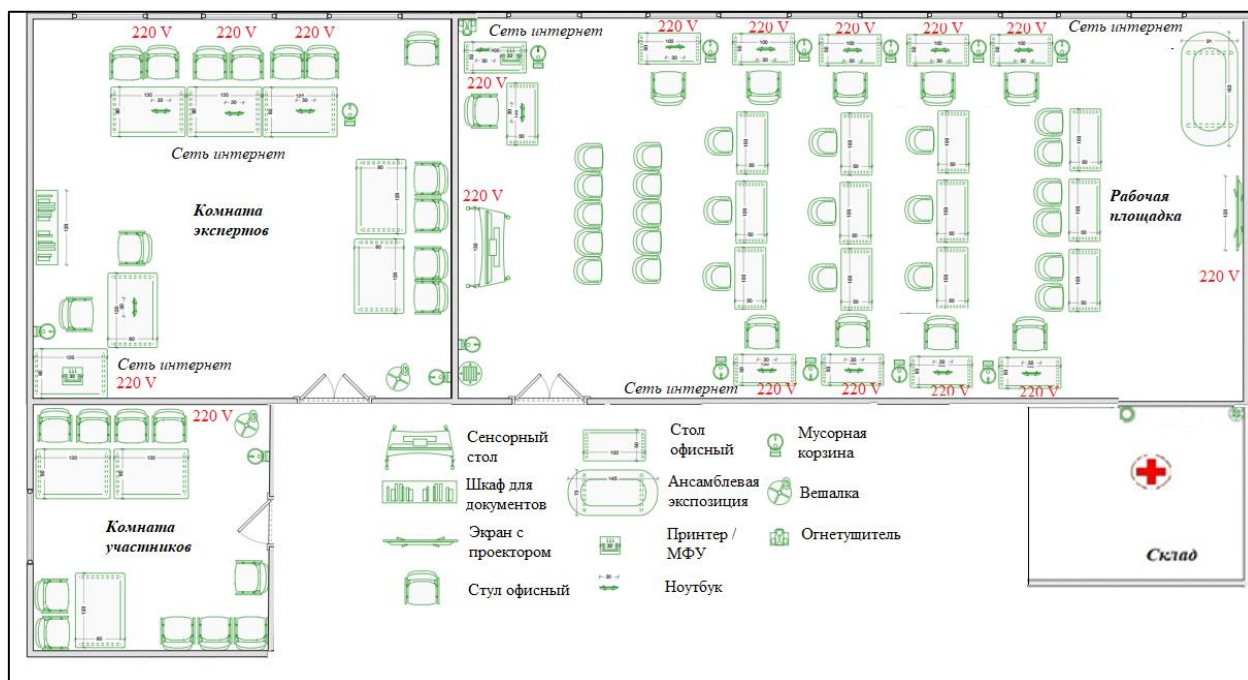 220 V
220 V
220 V
Сеть интернет
Комната
экспертов
Сеть интернет
220 V
Сеть интернет
220 V
220 V
220 V
220 V
220 V
220 V
220 V
Сеть интернет
220 V
Рабочая
площадка
220 V
Сеть интернет
220 V
220 V
220 V
220 V
220 V
Комната
участников
Сенсорный
стол
Шкаф для
документов
Экран с
проектором
Стул офисный
Стол
офисный
Ансамблевая
экспозиция
Принтер /
МФУ
Ноутбук
Мусорная
корзина
Вешалка
Огнетушитель
Склад